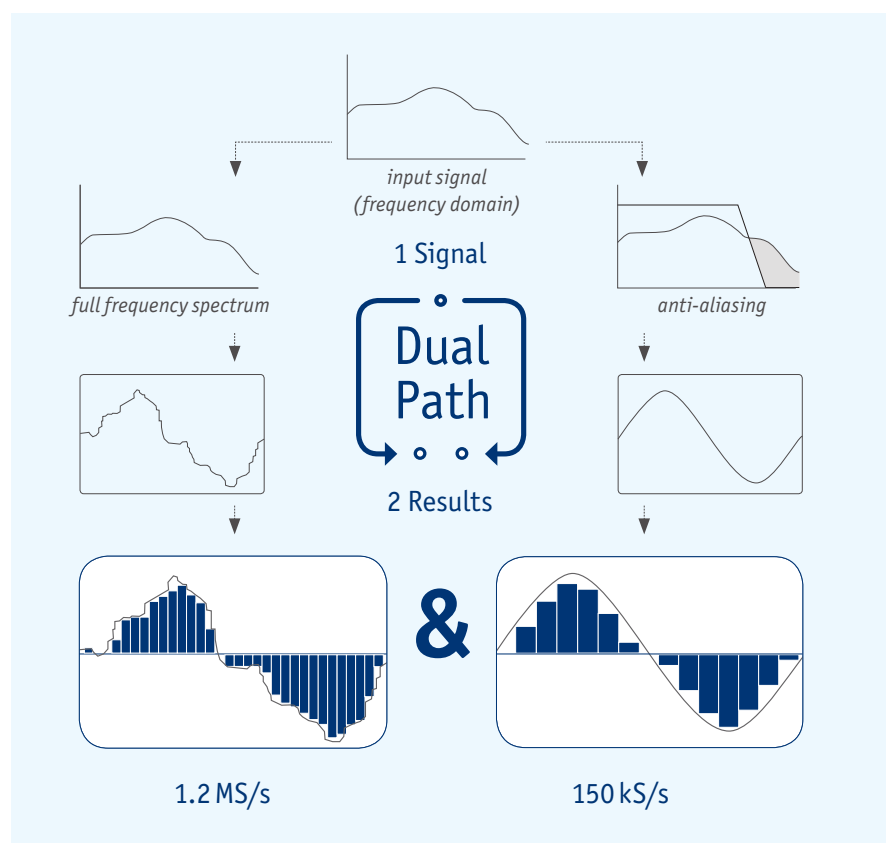 input signal
(frequency domain)
1 Signal
full frequency spectrum
anti-aliasing
Dual
Path
2 Results
&
1.2 MS/s
150 kS/s